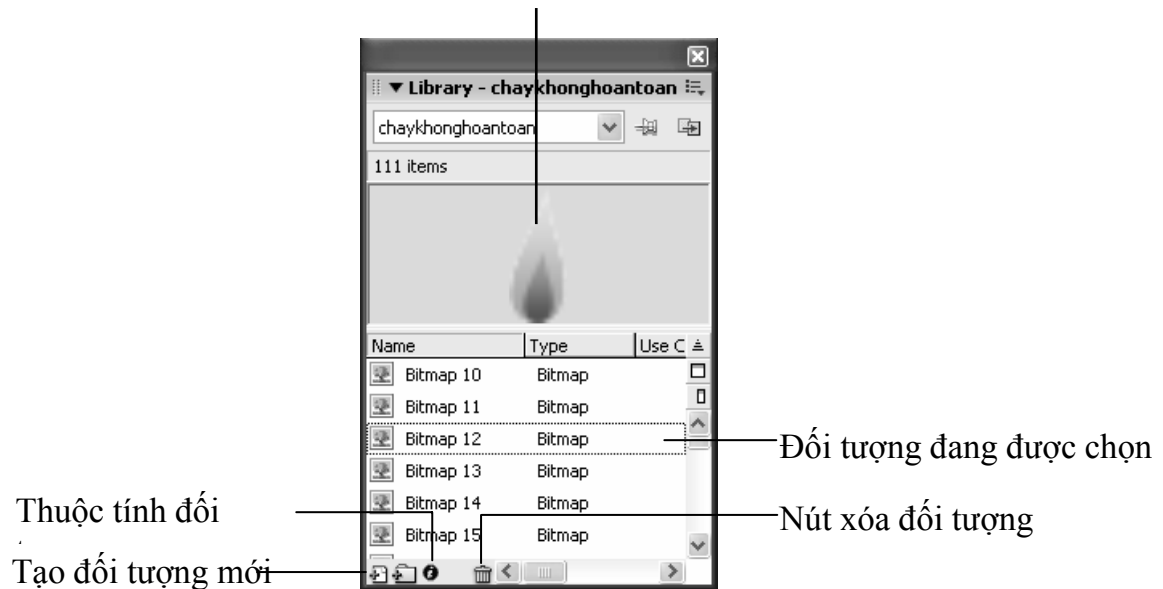 Library - chaykhonghoantoan
chaykhonghoantoan
111 items
Name Type Use C
Bitmap 10 Bitmap
Bitmap 11 Bitmap
Bitmap 12 Bitmap
Đối tượng đang được chọn
Bitmap 13 Bitmap
Thuộc tính đối
Bitmap 14 Bitmap
Nút xóa đối tượng
Bitmap 15 Bitmap
Tạo đối tượng mới